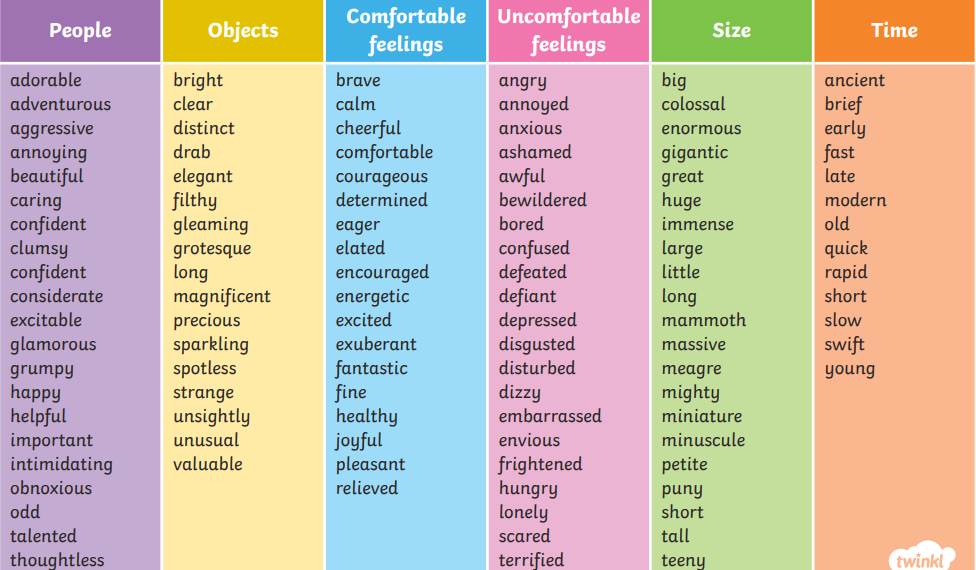 People
adorable
adventurous
aggressive
annoying
beautiful
caring
confident
clumsy
confident
considerate
excitable
glamorous
grumpy
happy
helpful
important
intimidating
obnoxious
odd
talented
thoughtless
Objects
bright
clear
distinct
drab
elegant
filthy
gleaming
grotesque
long
magnificent
precious
sparkling
spotless
strange
unsightly
unusual
valuable
Comfortable
feelings
brave
calm
cheerful
comfortable
courageous
determined
eager
elated
encouraged
energetic
excited
exuberant
fantastic
fine
healthy
joyful
pleasant
relieved
Uncomfortable
feelings
angry
annoyed
anxious
ashamed
awful
bewildered
bored
confused
defeated
defiant
depressed
disgusted
disturbed
dizzy
embarrassed
envious
frightened
hungry
lonely
scared
terrified
Size
big
colossal
enormous
gigantic
great
huge
immense
large
little
long
mammoth
massive
meagre
mighty
miniature
minuscule
petite
puny
short
tall
teeny
Time
ancient
brief
early
fast
late
modern
old
quick
rapid
short
slow
swift
young
twinkl